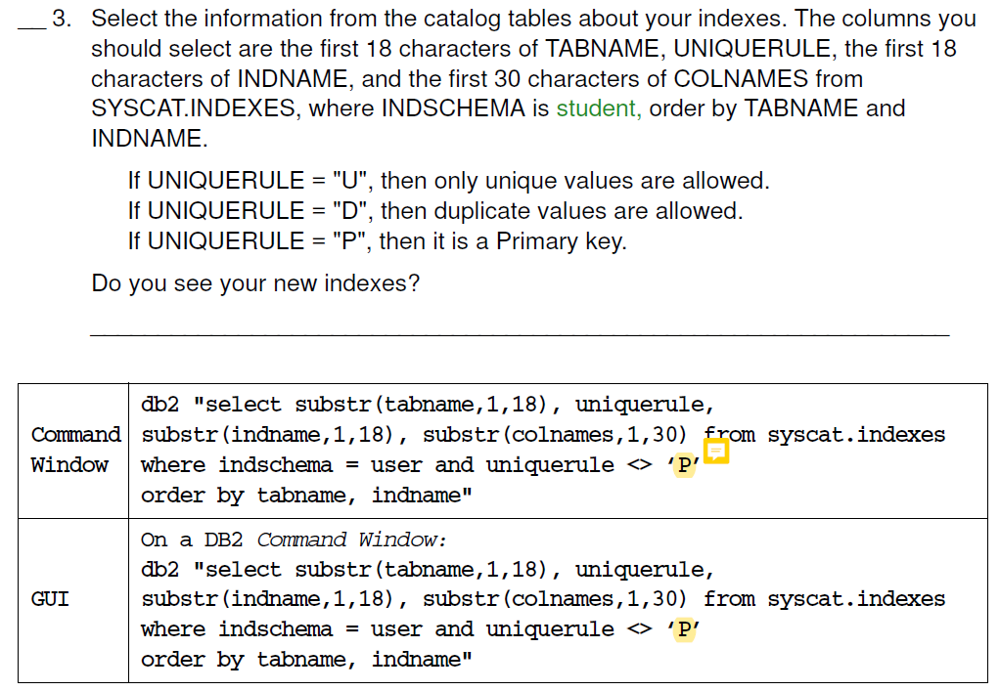 __ 3. Select the information from the catalog tables about your indexes. The columns you
should select are the first 18 characters of TABNAME, UNIQUERULE, the first 18
characters of INDNAME, and the first 30 characters of COLNAMES from
SYSCAT.INDEXES, where INDSCHEMA is student, order by TABNAME and
INDNAME.
If UNIQUERULE = "U", then only unique values are allowed.
If UNIQUERULE = "D", then duplicate values are allowed.
If UNIQUERULE = "P", then it is a Primary key.
Do you see your new indexes?
Command
Window
db2 "select substr(tabname,1,18), uniquerule,
substr(indname,1,18), substr(colnames,1,30) from syscat.indexes
where indschema = user and uniquerule <> ‘P’
order by tabname, indname"
GUI
On a DB2 Command Window:
db2 "select substr(tabname,1,18), uniquerule,
substr(indname,1,18), substr(colnames,1,30) from syscat.indexes
where indschema = user and uniquerule <> ‘P’
order by tabname, indname"